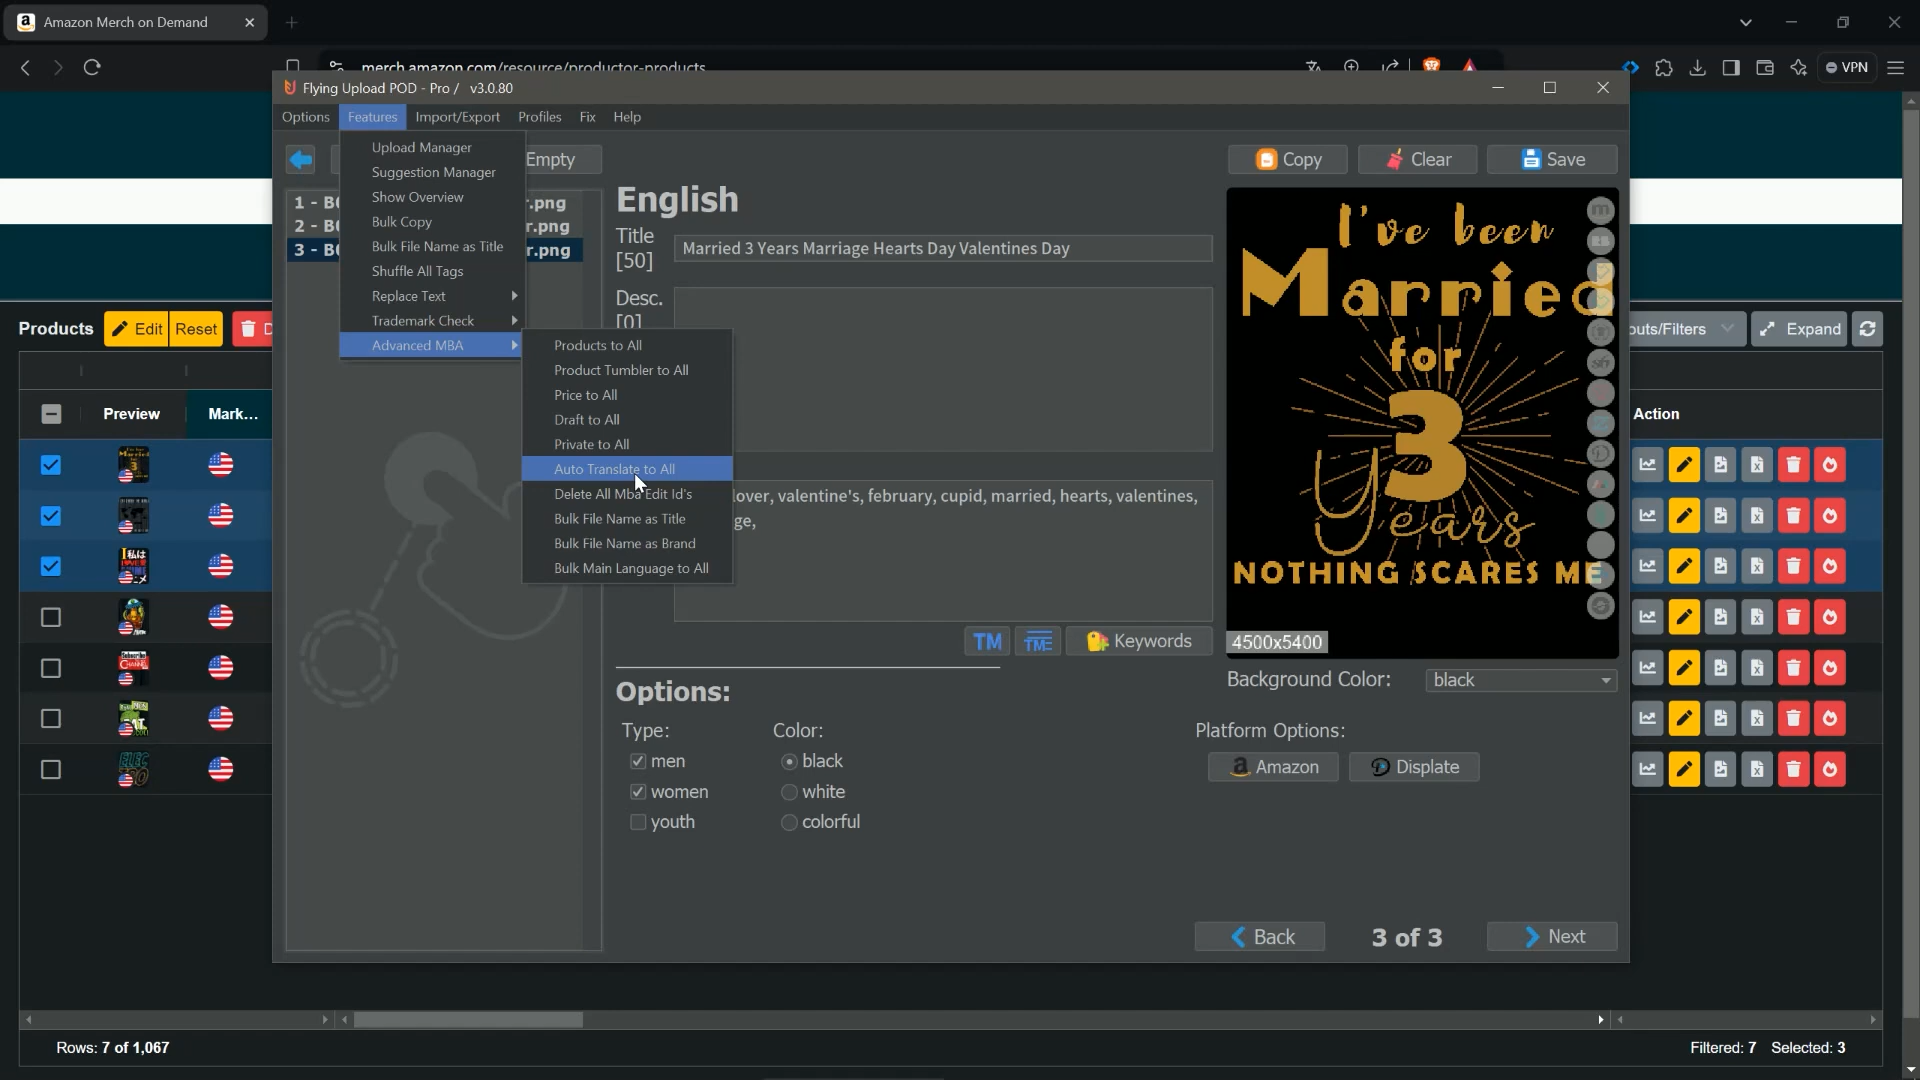 Amazon Merch on Demand
merch.amazon.com/resource/productor-products
VPN
Flying Upload POD - Pro / v3.0.80
Options Features Import/Export Profiles Fix Help
Empty
Copy Clear Save
Upload Manager
Suggestion Manager
Show Overview
Bulk Copy
Bulk File Name as Title
Shuffle All Tags
Replace Text
Trademark Check
Advanced MBA
Products to All
Product Tumbler to All
Price to All
Draft to All
Private to All
Auto Translate to All
Delete All Mba Edit Id's
Bulk File Name as Title
Bulk File Name as Brand
Bulk Main Language to All
1 - B0 r.png
2 - B0 r.png
3 - B0 r.png
English
Title
[50]
Married 3 Years Marriage Hearts Day Valentines Day
Desc.
[0]
lover, valentine's, february, cupid, married, hearts, valentines,
ge,
TM TM Keywords
I've been
Married
for
3
Years
NOTHING SCARES ME
4500x5400
Background Color: black
Options:
Type: Color: Platform Options:
men black
women white
youth colorful
Amazon Displate
Back 3 of 3 Next
Products Edit Reset D
outs/Filters Expand
Preview Mark... Action
Rows: 7 of 1,067
Filtered: 7 Selected: 3